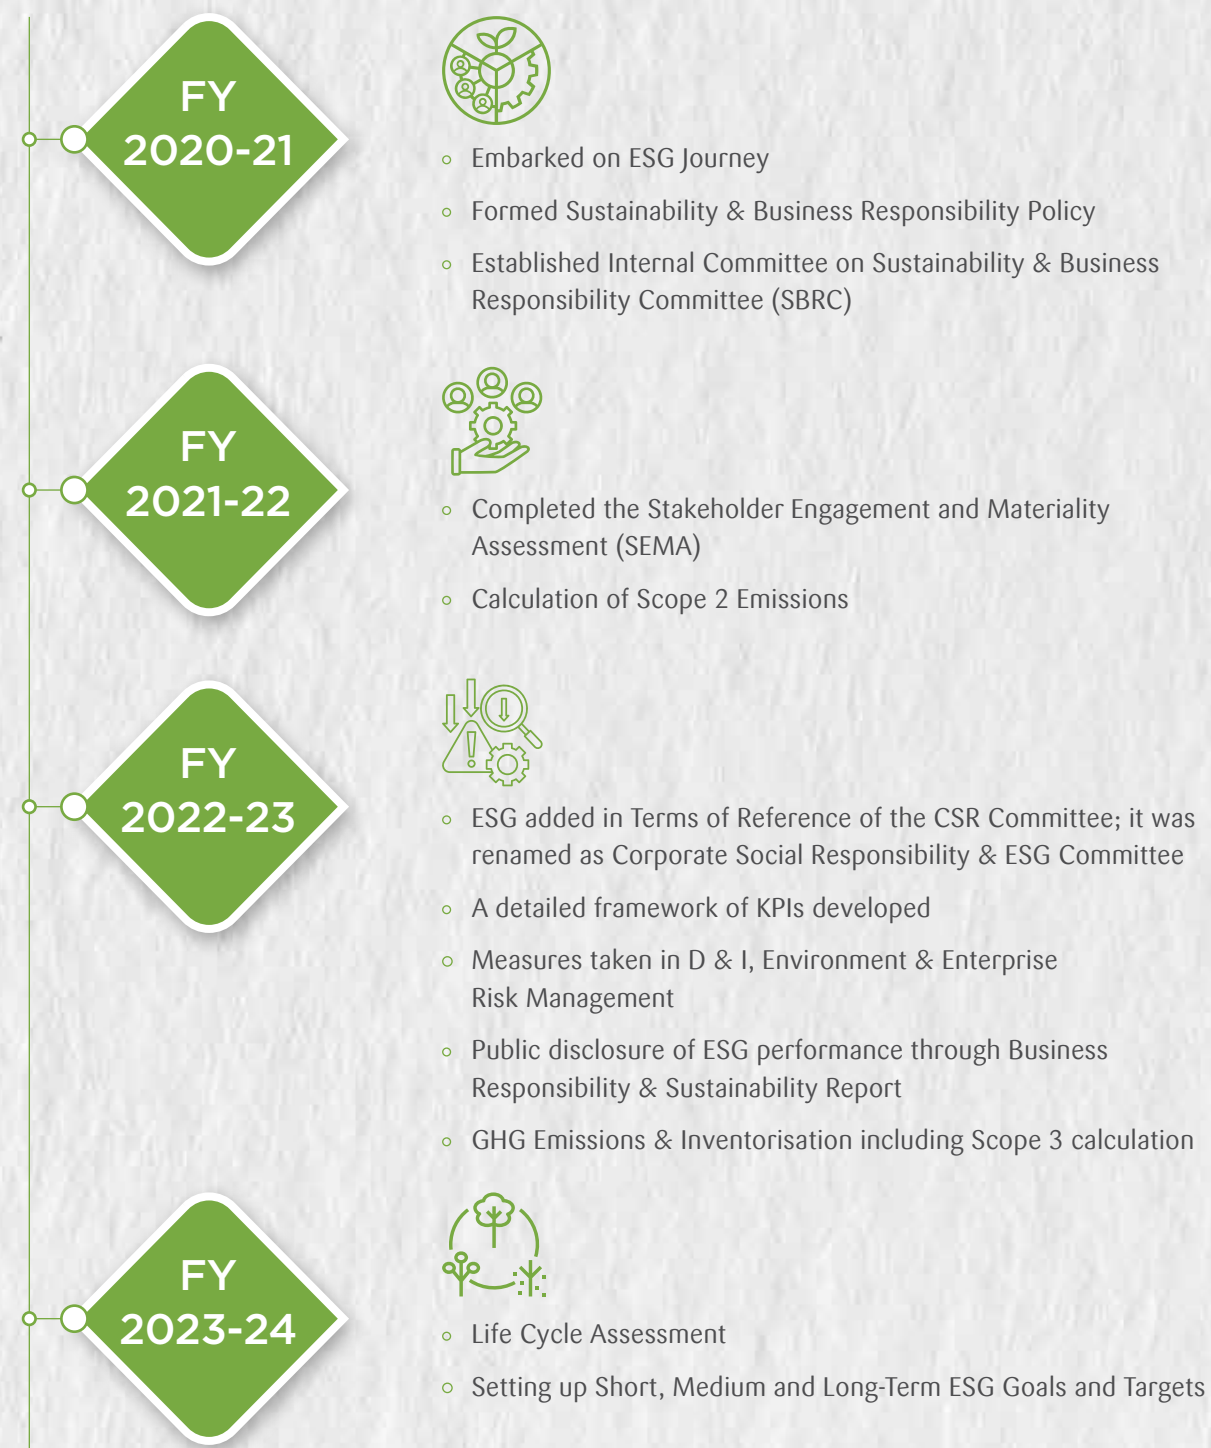 FY
2020-21
◦ Embarked on ESG Journey
◦ Formed Sustainability & Business Responsibility Policy
◦ Established Internal Committee on Sustainability & Business
Responsibility Committee (SBRC)
FY
2021-22
◦ Completed the Stakeholder Engagement and Materiality
Assessment (SEMA)
◦ Calculation of Scope 2 Emissions
FY
2022-23
◦ ESG added in Terms of Reference of the CSR Committee; it was
renamed as Corporate Social Responsibility & ESG Committee
◦ A detailed framework of KPIs developed
◦ Measures taken in D & I, Environment & Enterprise
Risk Management
◦ Public disclosure of ESG performance through Business
Responsibility & Sustainability Report
◦ GHG Emissions & Inventorisation including Scope 3 calculation
FY
2023-24
◦ Life Cycle Assessment
◦ Setting up Short, Medium and Long-Term ESG Goals and Targets